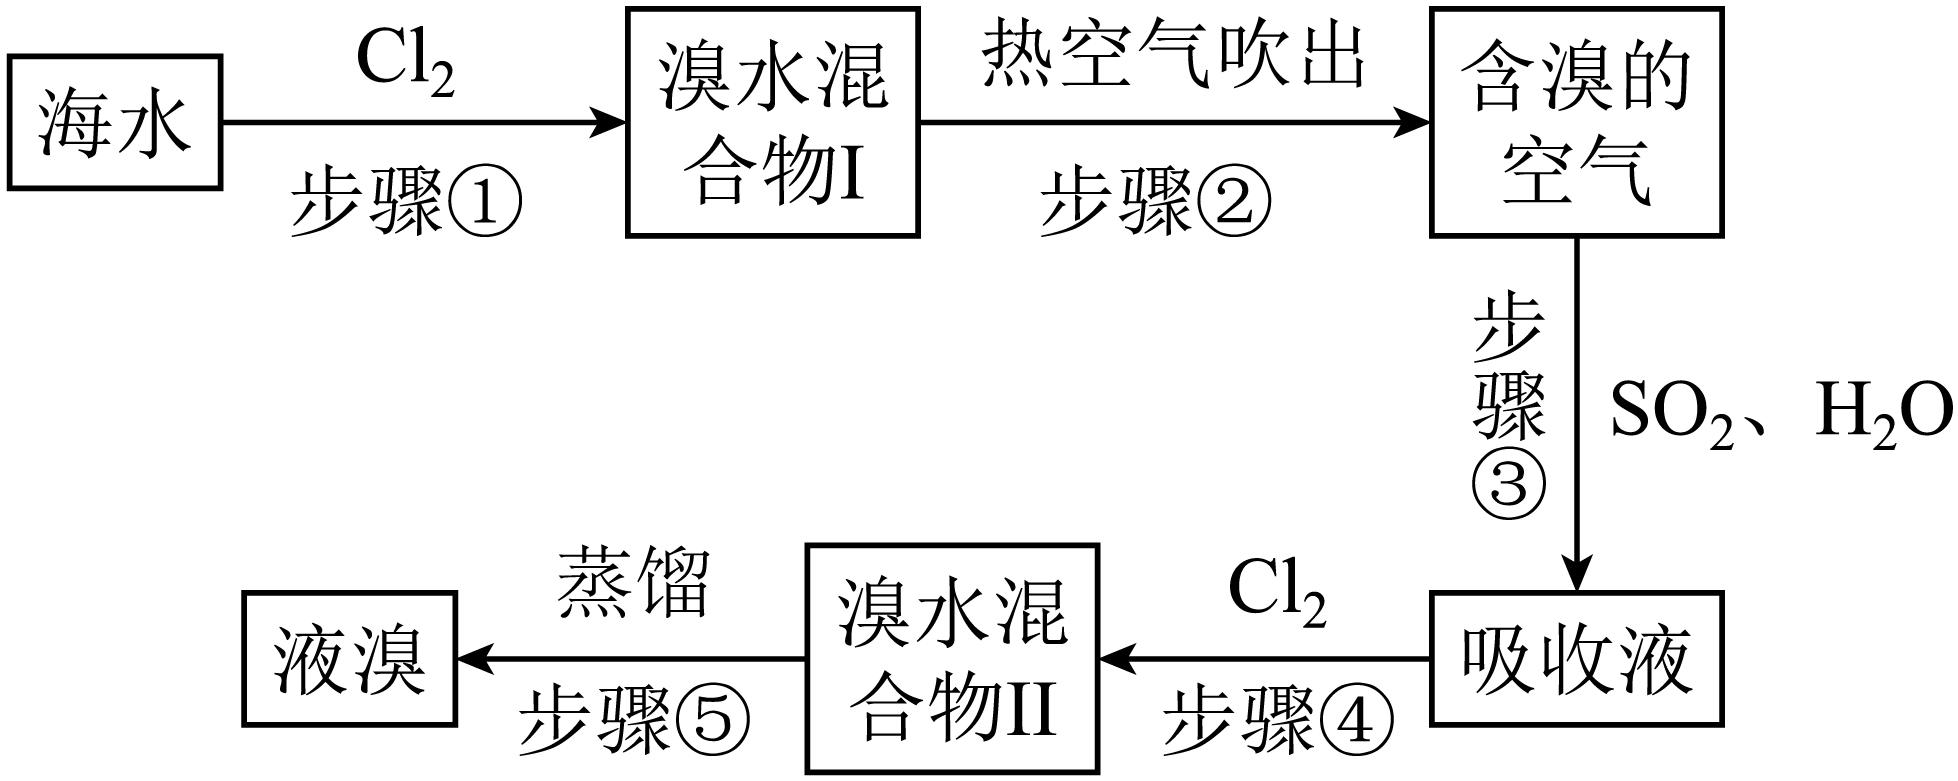 海水
Cl₂
步骤①
溴水混
合物I
热空气吹出
步骤②
含溴的
空气
步骤③
SO₂、H₂O
吸收液
Cl₂
步骤④
溴水混
合物II
蒸馏
步骤⑤
液溴